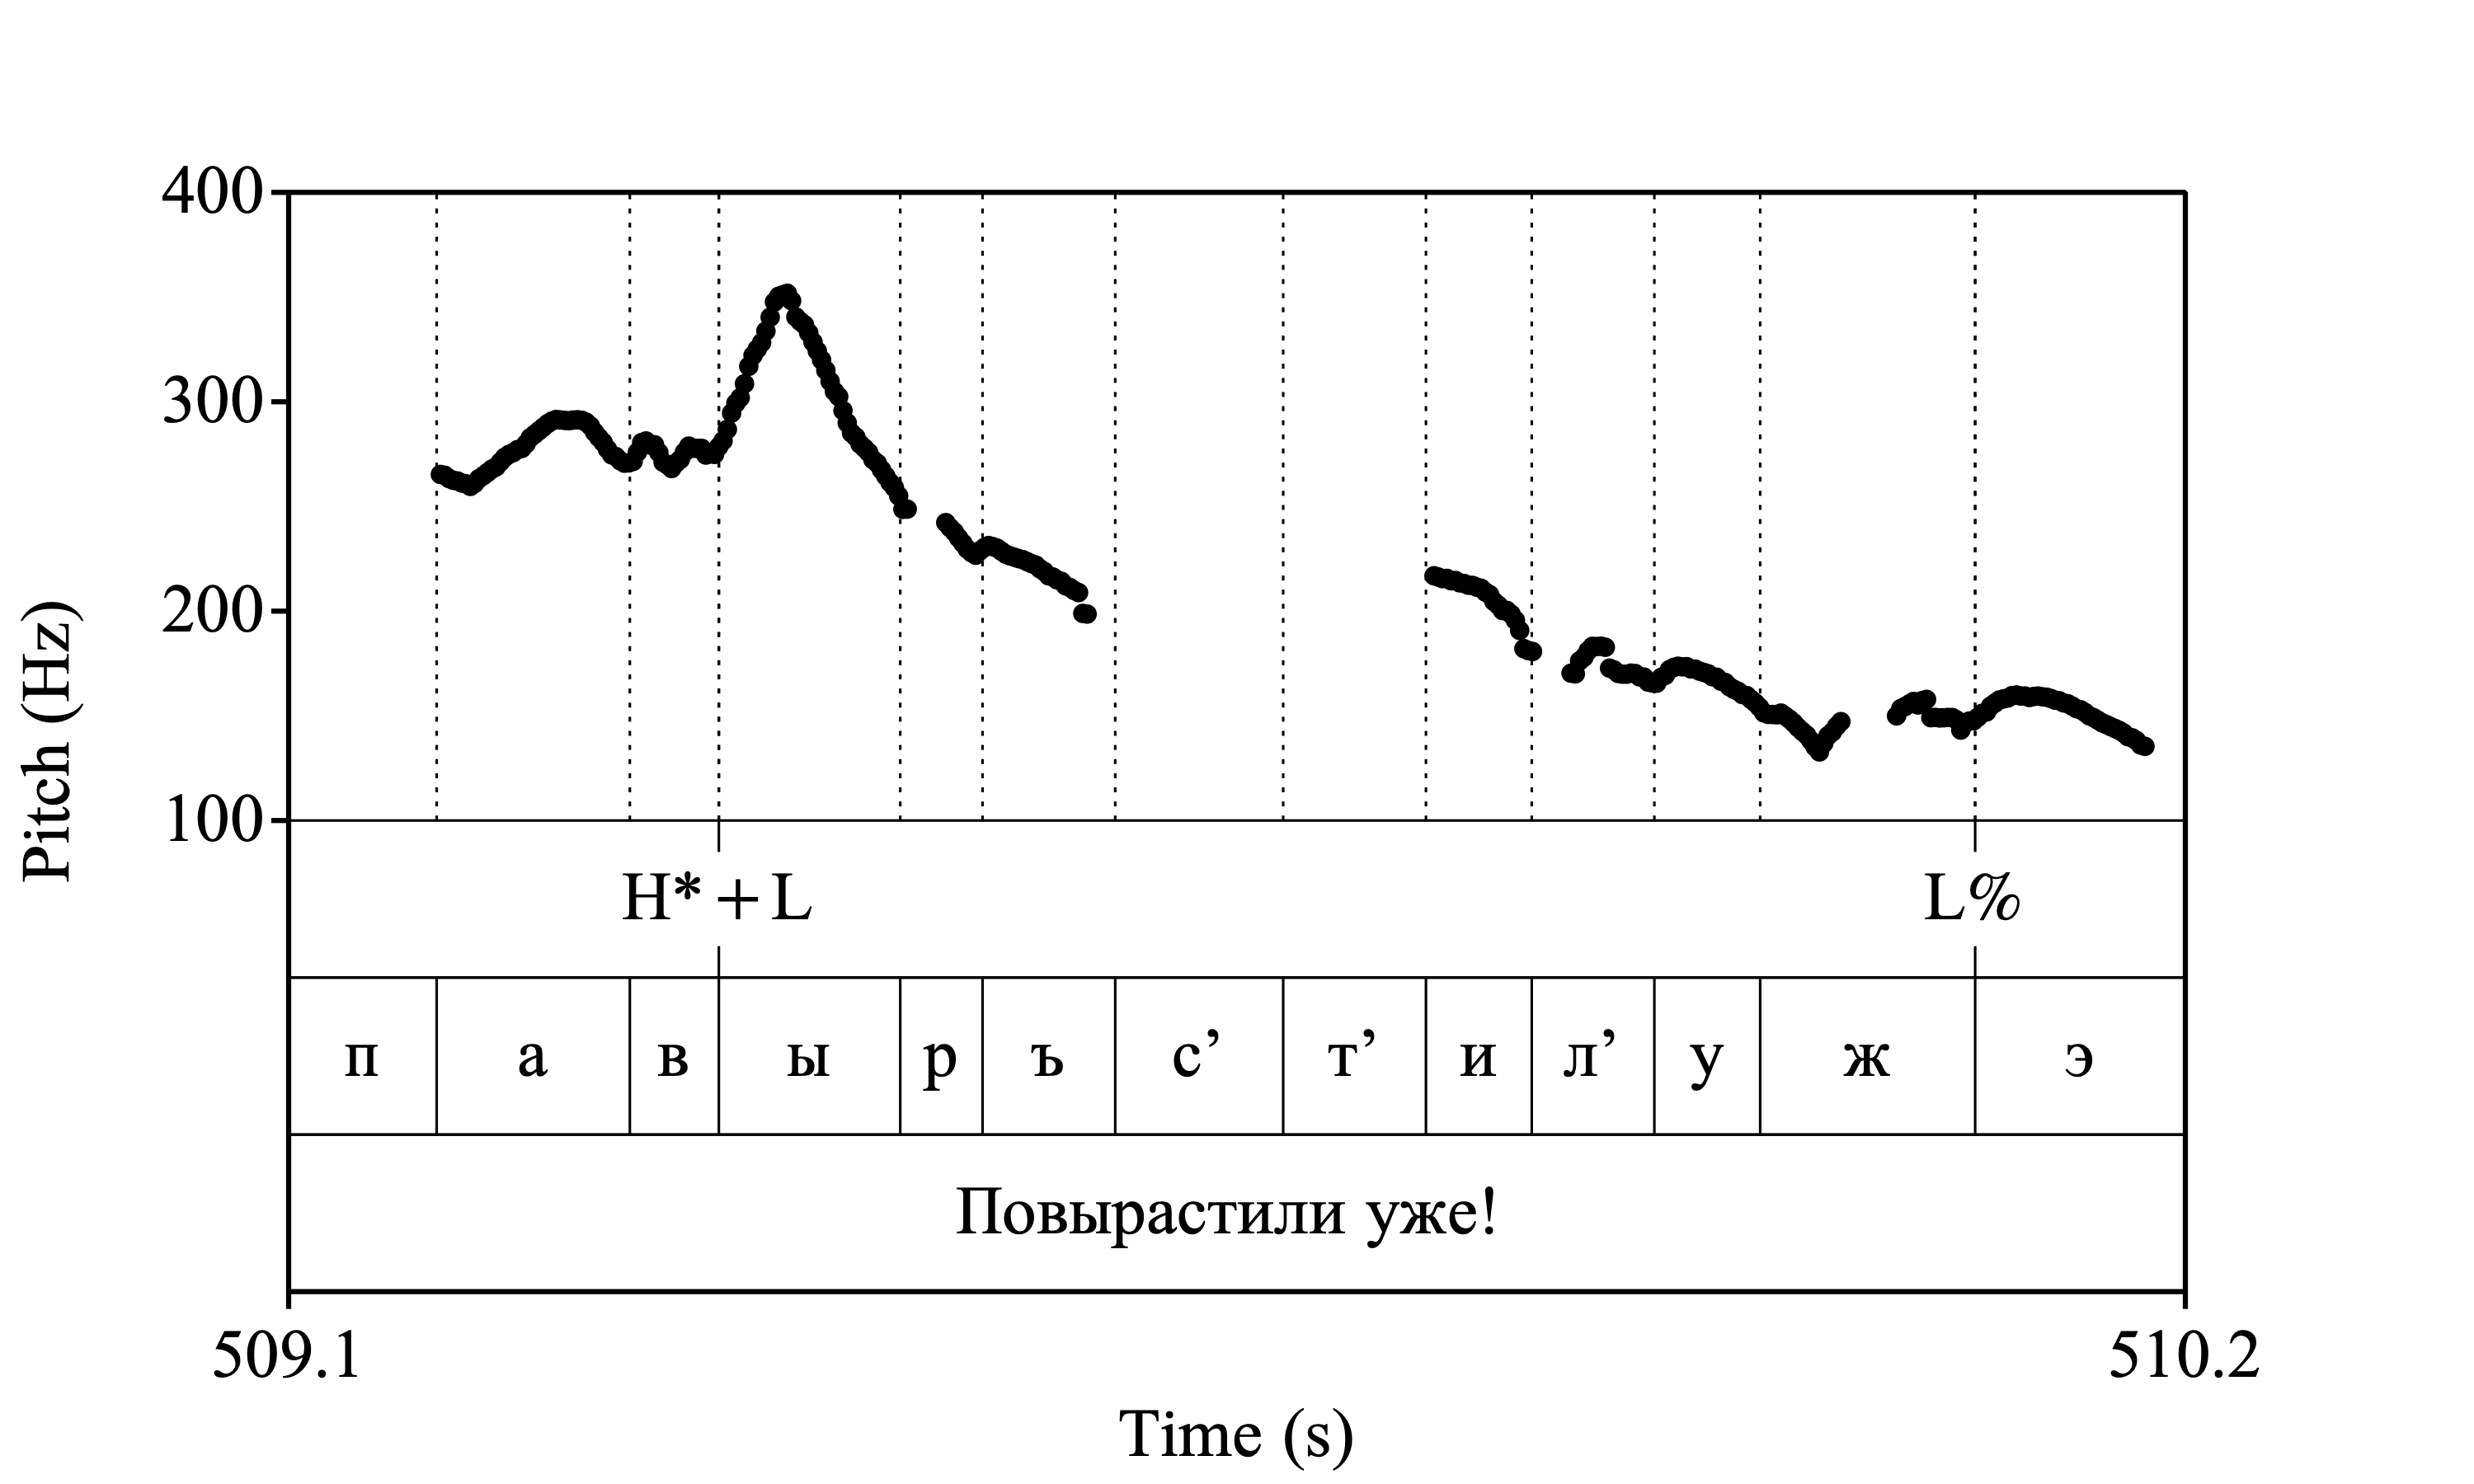 400
300
200
100
Pitch (Hz)
H*+L L%
п а в ы р ъ с’ т’ и л’ у ж э
Повырастили уже!
509.1 510.2
Time (s)